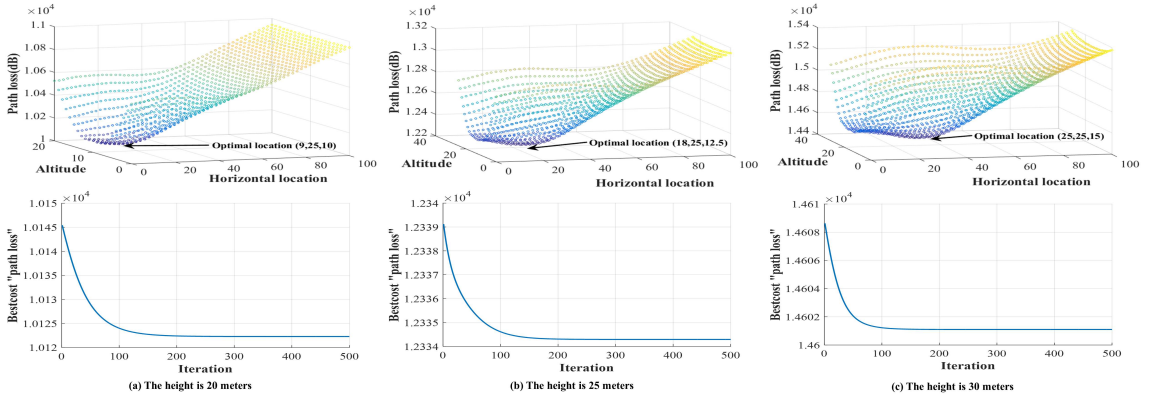 ×10⁴
1.1
1.08
1.06
1.04
1.02
1
Path loss(dB)
20
10
0
Altitude
0
20
40
60
80
100
Horizontal location
Optimal location (9,25,10)
×10⁴
1.32
1.3
1.28
1.26
1.24
1.22
Path loss(dB)
40
20
0
Altitude
0
20
40
60
80
100
Horizontal location
Optimal location (18,25,12.5)
×10⁴
1.54
1.52
1.5
1.48
1.46
1.44
Path loss(dB)
40
20
0
Altitude
0
20
40
60
80
100
Horizontal location
Optimal location (25,25,15)
×10⁴
1.015
1.0145
1.014
1.0135
1.013
1.0125
1.012
Bestcost "path loss"
0 100 200 300 400 500
Iteration
(a) The height is 20 meters
×10⁴
1.234
1.2339
1.2338
1.2337
1.2336
1.2335
1.2334
Bestcost "path loss"
0 100 200 300 400 500
Iteration
(b) The height is 25 meters
×10⁴
1.461
1.4608
1.4606
1.4604
1.4602
1.46
Bestcost "path loss"
0 100 200 300 400 500
Iteration
(c) The height is 30 meters